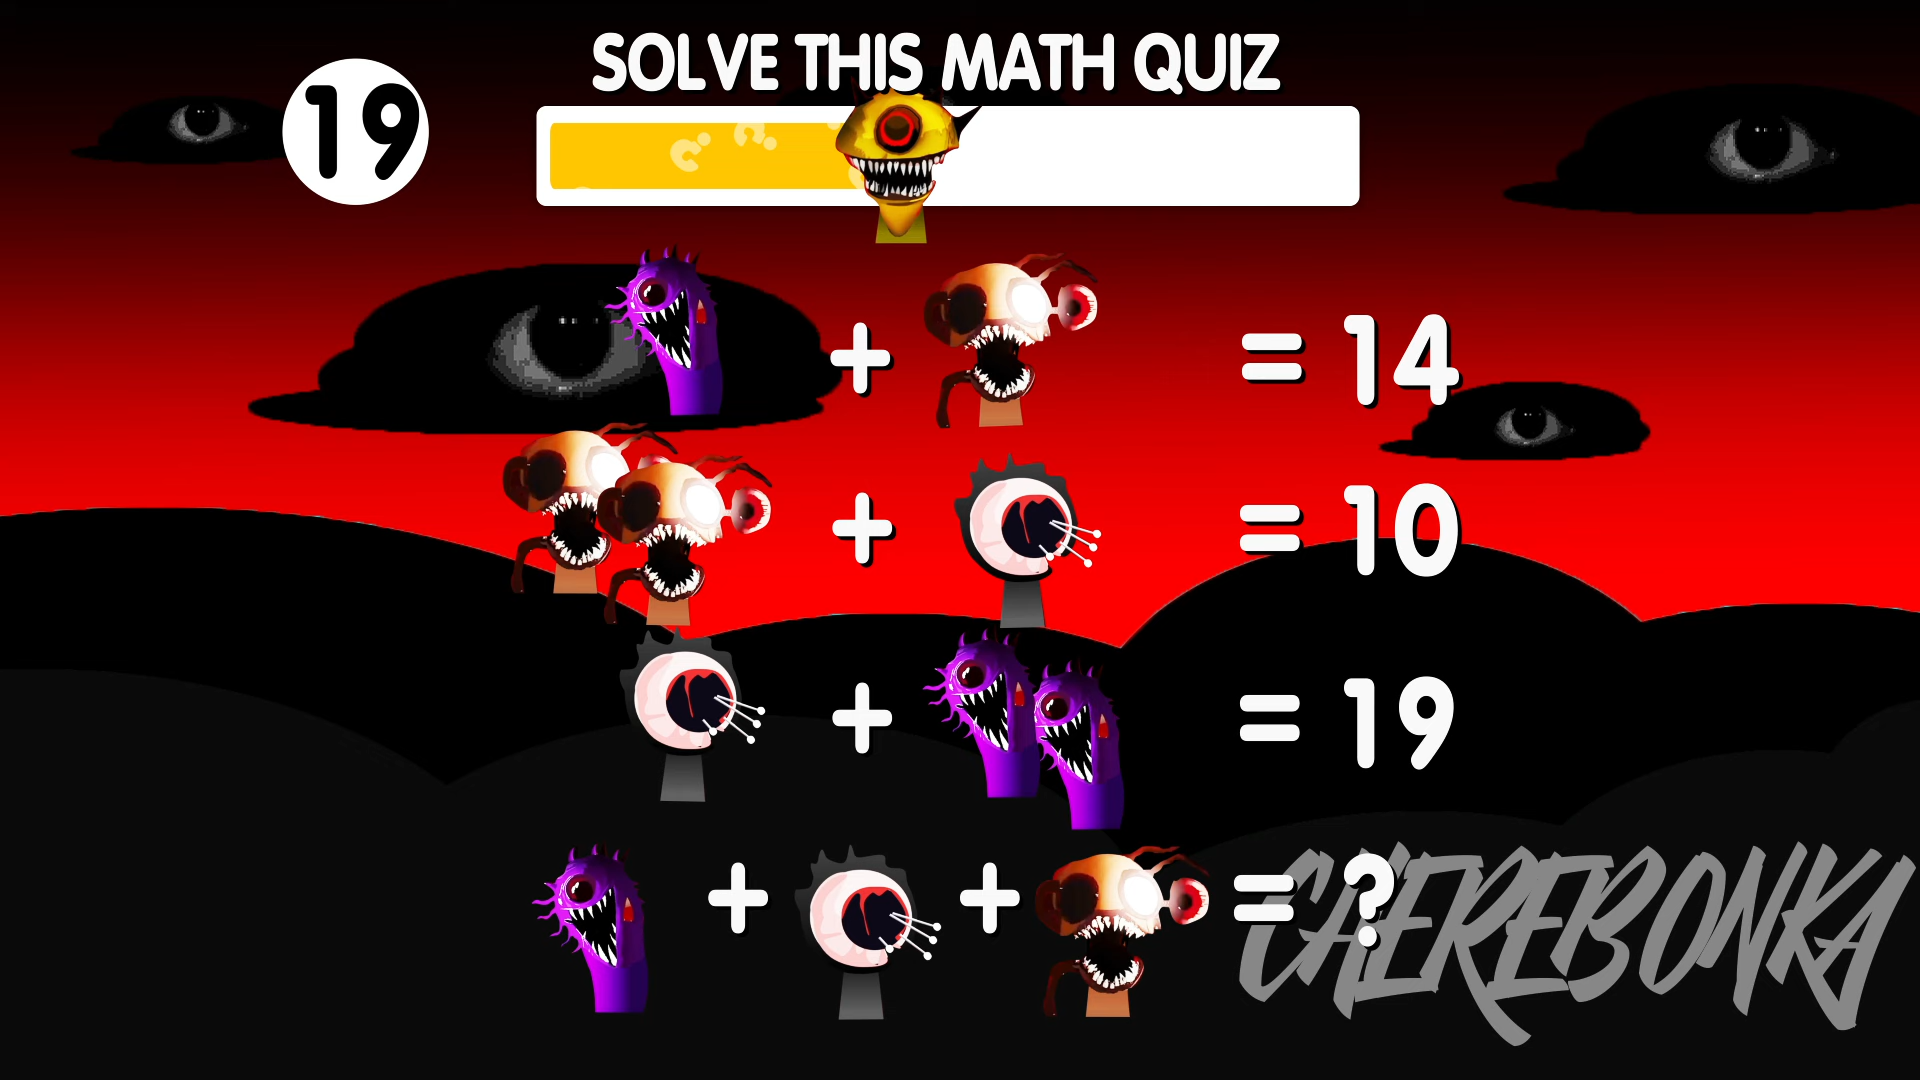 SOLVE THIS MATH QUIZ
19
+ = 14
+ = 10
+ = 19
+ + = ?
CHEREBONKA